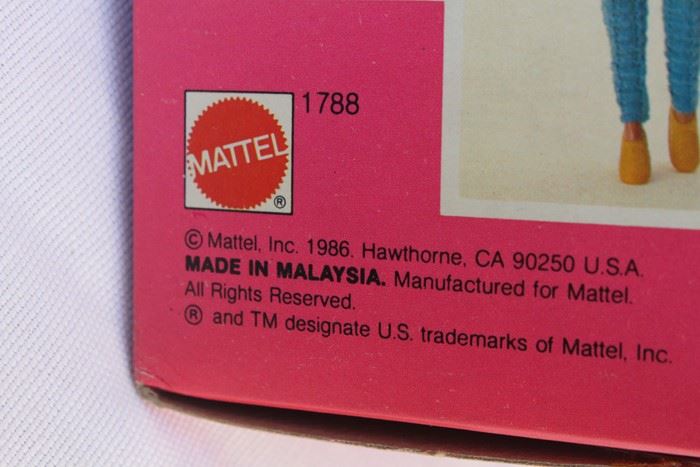 1788
MATTEL
®
© Mattel, Inc. 1986. Hawthorne, CA 90250 U.S.A.
MADE IN MALAYSIA. Manufactured for Mattel.
All Rights Reserved.
® and TM designate U.S. trademarks of Mattel, Inc.